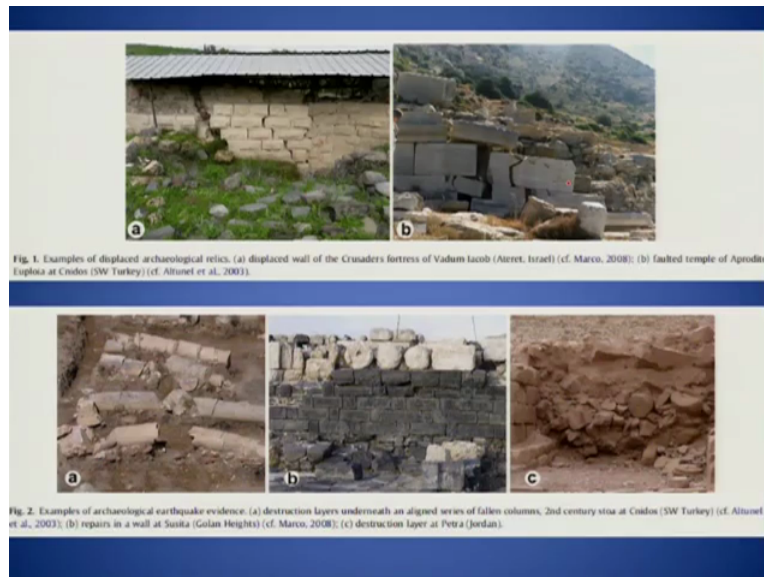 a
b
Fig. 1. Examples of displaced archaeological relics. (a) displaced wall of the Crusaders fortress of Vadum Iacob (Ateret, Israel) (cf. Marco, 2008); (b) faulted temple of Aprodite
Euploia at Cnidos (SW Turkey) (cf. Altunel et al., 2003).
a
b
c
Fig. 2. Examples of archaeological earthquake evidence. (a) destruction layers underneath an aligned series of fallen columns, 2nd century stoa at Cnidos (SW Turkey) (cf. Altunel
et al., 2003); (b) repairs in a wall at Susita (Golan Heights) (cf. Marco, 2008); (c) destruction layer at Petra (Jordan).